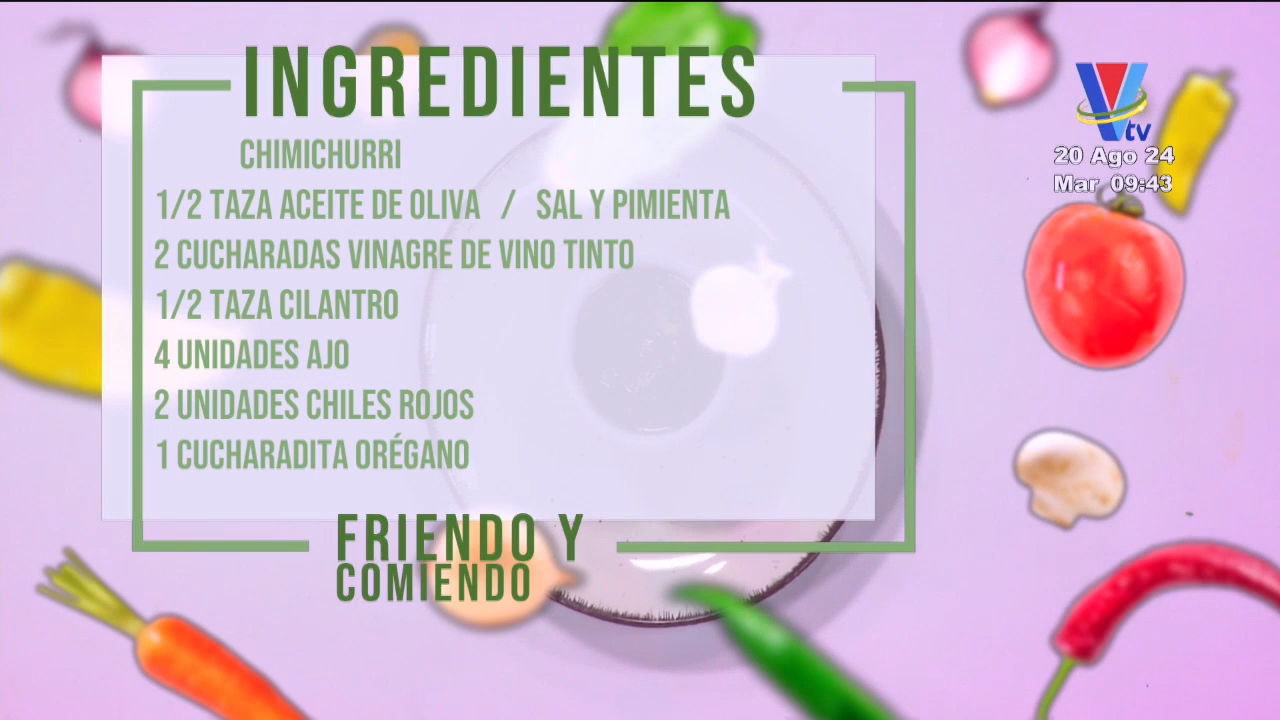 INGREDIENTES
CHIMICHURRI
1/2 TAZA ACEITE DE OLIVA / SAL Y PIMIENTA
2 CUCHARADAS VINAGRE DE VINO TINTO
1/2 TAZA CILANTRO
4 UNIDADES AJO
2 UNIDADES CHILES ROJOS
1 CUCHARADITA ORÉGANO
FRIENDO Y
COMIENDO
Vtv
20 Ago 24
Mar 09:43